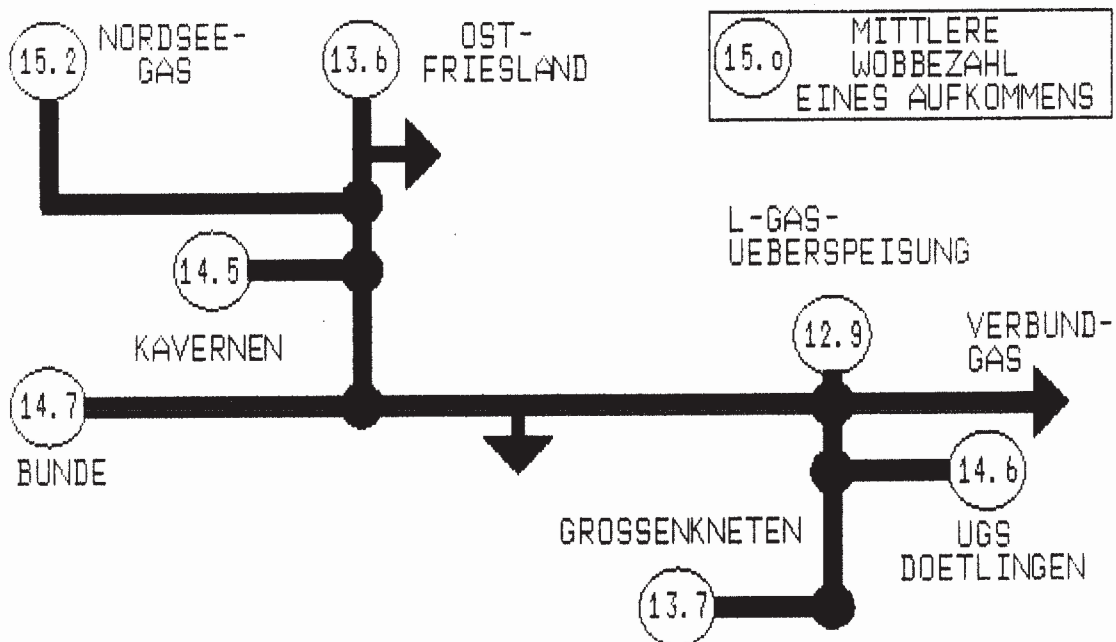 15.2
NORDSEE-
GAS
13.6
OST-
FRIESLAND
15.o
MITTLERE
WOBBEZAHL
EINES AUFKOMMENS
14.5
KAVERNEN
L-GAS-
UEBERSPEISUNG
12.9
VERBUND-
GAS
14.7
BUNDE
14.6
UGS
DOETLINGEN
GROSSENKNETEN
13.7